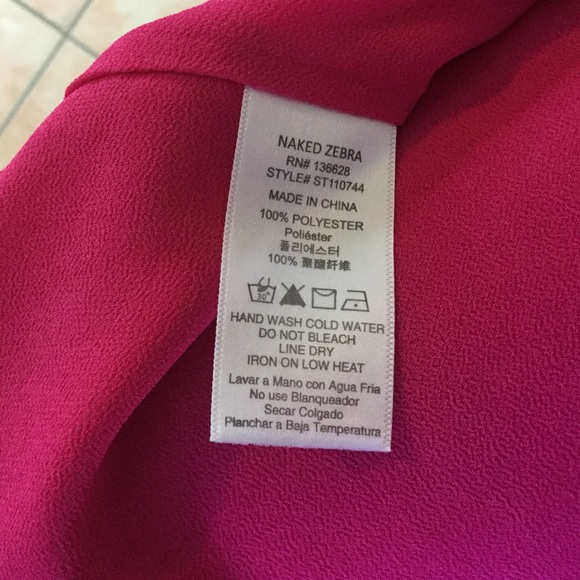 NAKED ZEBRA
RN# 136628
STYLE# ST110744
MADE IN CHINA
100% POLYESTER
Poliéster
폴리에스터
100% 聚酯纤维
30°
HAND WASH COLD WATER
DO NOT BLEACH
LINE DRY
IRON ON LOW HEAT
Lavar a Mano con Agua Fria
No use Blanqueador
Secar Colgado
Planchar a Baja Temperatura